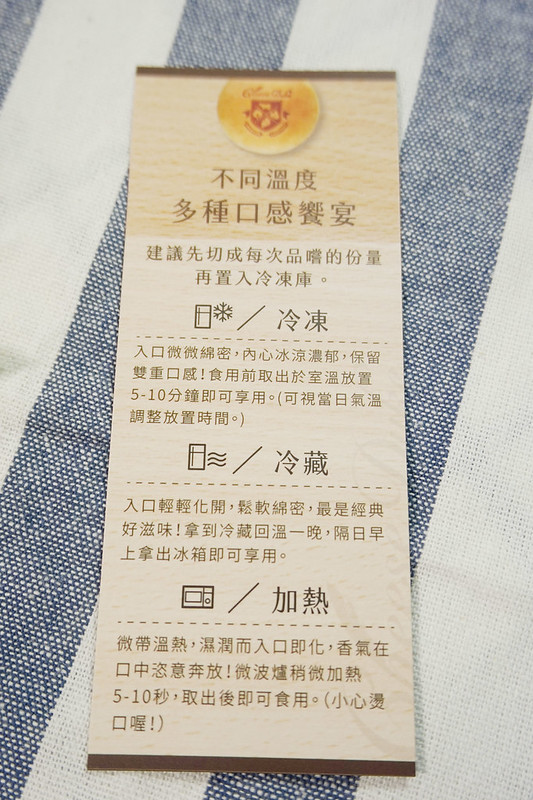 不同溫度
多種口感饗宴
建議先切成每次品嚐的份量
再置入冷凍庫。
／冷凍
入口微微綿密，內心冰涼濃郁，保留
雙重口感！食用前取出於室溫放置
5-10分鐘即可享用。（可視當日氣溫
調整放置時間。）
／冷藏
入口輕輕化開，鬆軟綿密，最是經典
好滋味！拿到冷藏回溫一晚，隔日早
上拿出冰箱即可享用。
／加熱
微帶溫熱，濕潤而入口即化，香氣在
口中恣意奔放！微波爐稍微加熱
5-10秒，取出後即可食用。（小心燙
口喔！）